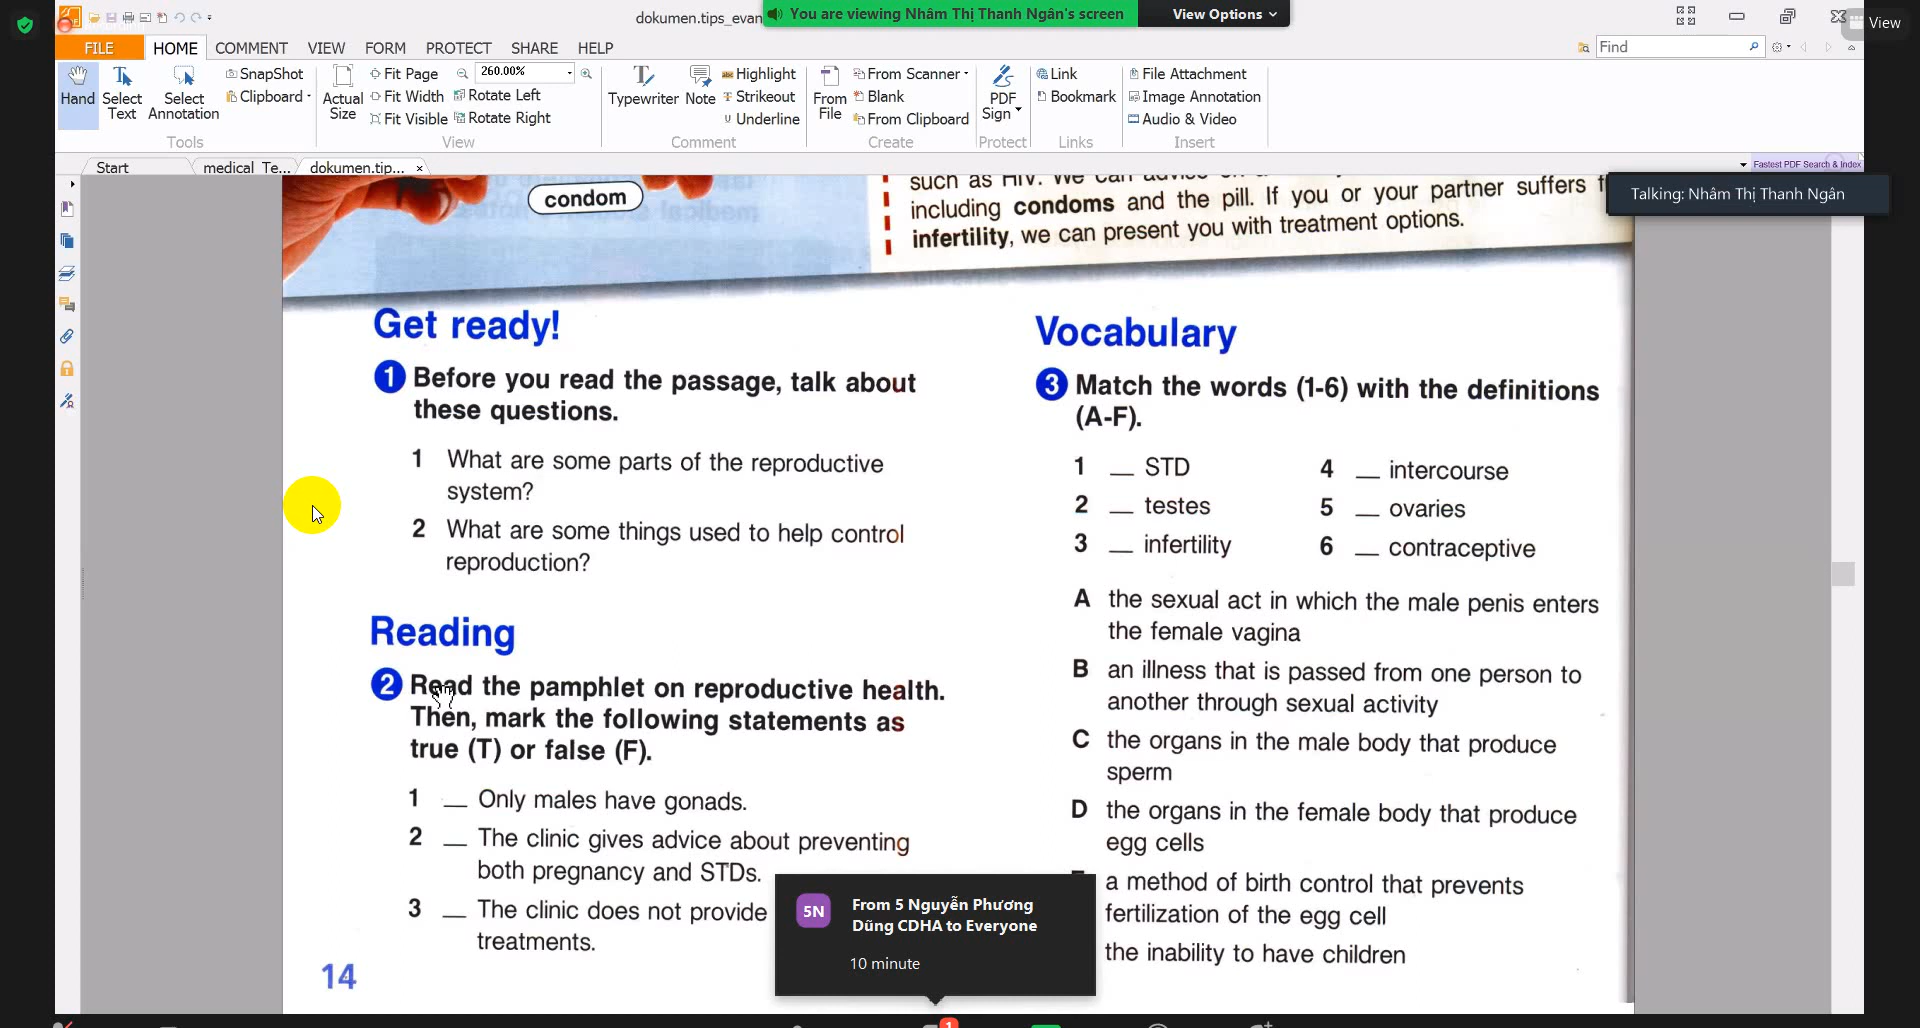 dokumen.tips_evan
You are viewing Nhâm Thị Thanh Ngân's screen
View Options
View
FILE HOME COMMENT VIEW FORM PROTECT SHARE HELP
Find
Hand
Select Text
Select Annotation
SnapShot
Clipboard
Tools
Actual Size
Fit Page
Fit Width
Fit Visible
260.00%
Rotate Left
Rotate Right
View
Typewriter
Note
Highlight
Strikeout
Underline
Comment
From File
From Scanner
Blank
From Clipboard
Create
PDF Sign
Protect
Link
Bookmark
Links
File Attachment
Image Annotation
Audio & Video
Insert
Start
medical Te...
dokumen.tip...
Fastest PDF Search & Index
Talking: Nhâm Thị Thanh Ngân
condom
such as HIV. We can
including condoms and the pill. If you or your partner suffers
infertility, we can present you with treatment options.
Get ready!
1 Before you read the passage, talk about
these questions.
1 What are some parts of the reproductive
system?
2 What are some things used to help control
reproduction?
Reading
2 Read the pamphlet on reproductive health.
Then, mark the following statements as
true (T) or false (F).
1 __ Only males have gonads.
2 __ The clinic gives advice about preventing
both pregnancy and STDs.
3 __ The clinic does not provide
treatments.
14
Vocabulary
3 Match the words (1-6) with the definitions
(A-F).
1 __ STD
2 __ testes
3 __ infertility
4 __ intercourse
5 __ ovaries
6 __ contraceptive
A the sexual act in which the male penis enters
the female vagina
B an illness that is passed from one person to
another through sexual activity
C the organs in the male body that produce
sperm
D the organs in the female body that produce
egg cells
a method of birth control that prevents
fertilization of the egg cell
the inability to have children
5N
From 5 Nguyễn Phương
Dũng CDHA to Everyone
10 minute
1